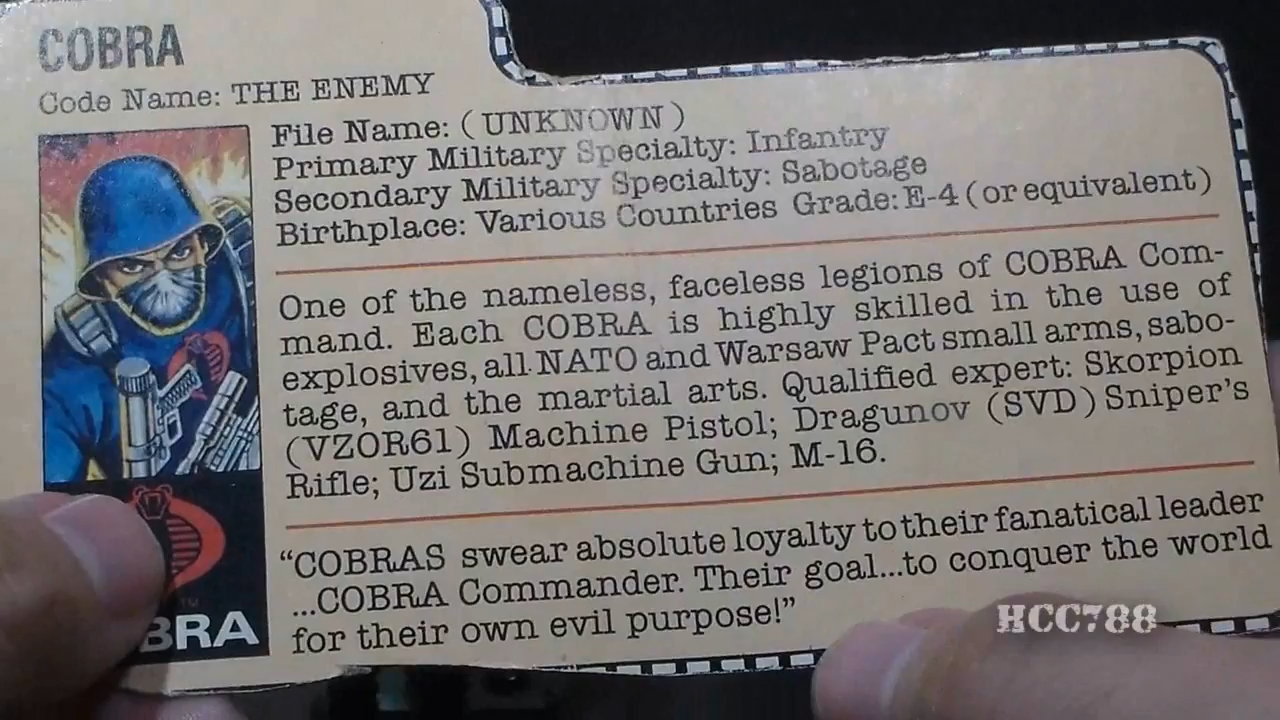 COBRA
Code Name: THE ENEMY
File Name: (UNKNOWN)
Primary Military Specialty: Infantry
Secondary Military Specialty: Sabotage
Birthplace: Various Countries Grade: E-4 (or equivalent)
One of the nameless, faceless legions of COBRA Com-
mand. Each COBRA is highly skilled in the use of
explosives, all NATO and Warsaw Pact small arms, sabo-
tage, and the martial arts. Qualified expert: Skorpion
(VZOR61) Machine Pistol; Dragunov (SVD) Sniper's
Rifle; Uzi Submachine Gun; M-16.
"COBRAS swear absolute loyalty to their fanatical leader
...COBRA Commander. Their goal...to conquer the world
for their own evil purpose!"
BRA
HCC788